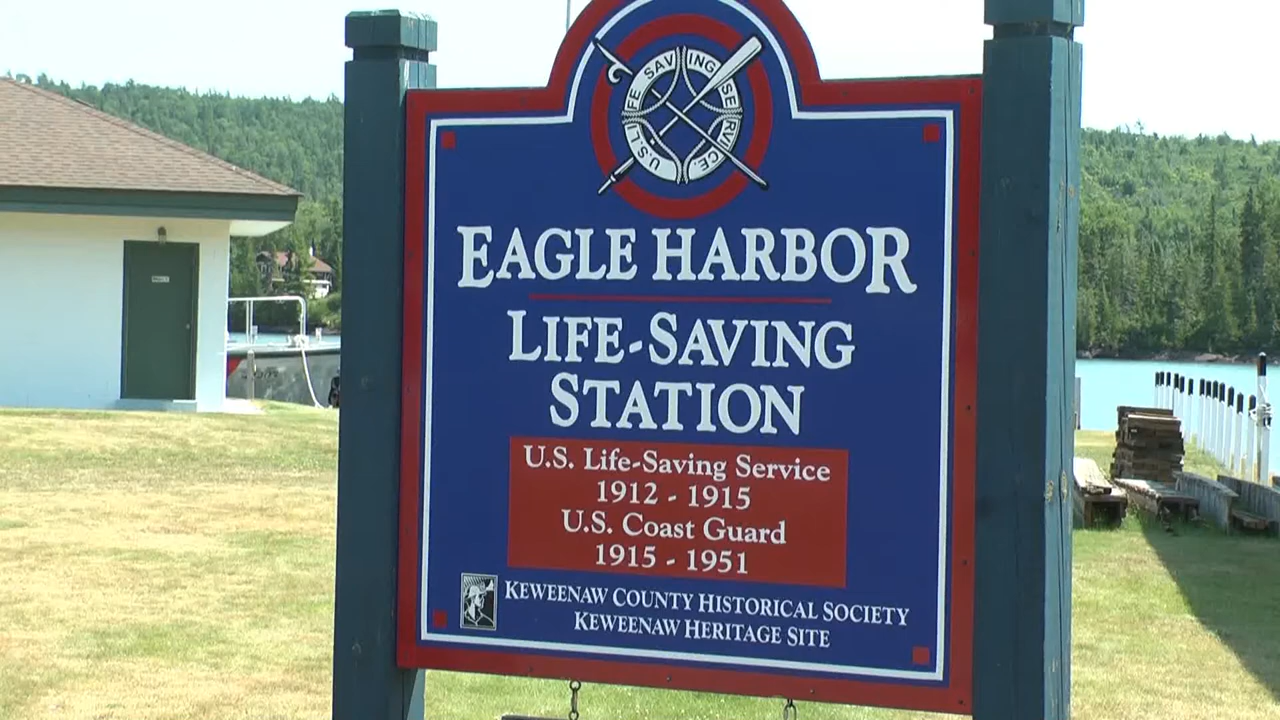 U.S. LIFE SAVING SERVICE.
EAGLE HARBOR
LIFE-SAVING
STATION
U.S. Life-Saving Service
1912 - 1915
U.S. Coast Guard
1915 - 1951
KEWEENAW COUNTY HISTORICAL SOCIETY
KEWEENAW HERITAGE SITE